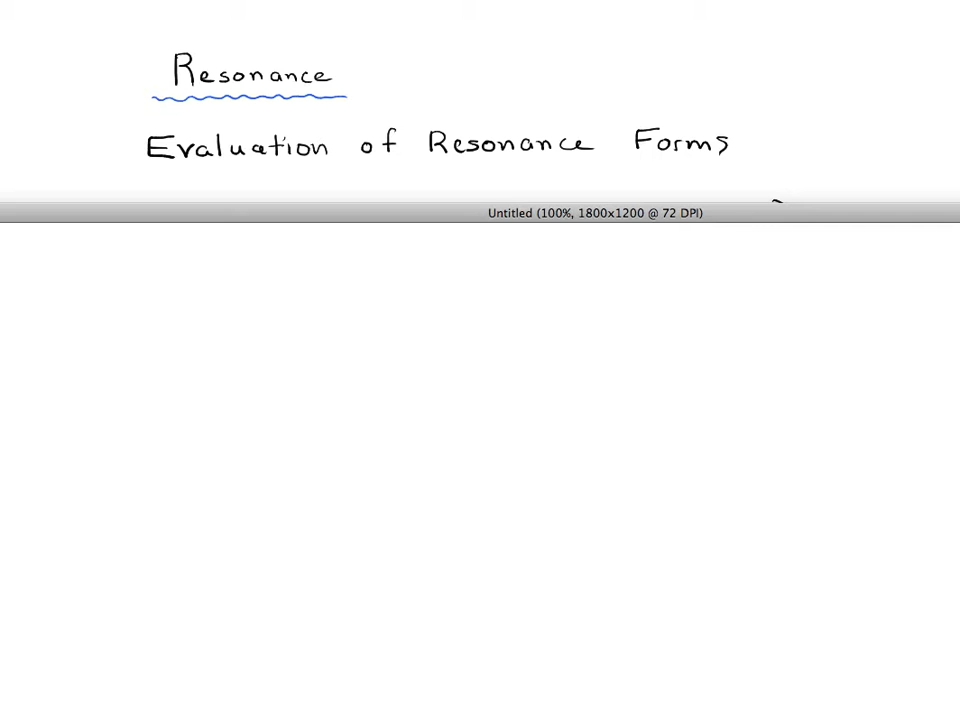 Resonance
Evaluation of Resonance Forms
Untitled (100%, 1800x1200 @ 72 DPI)